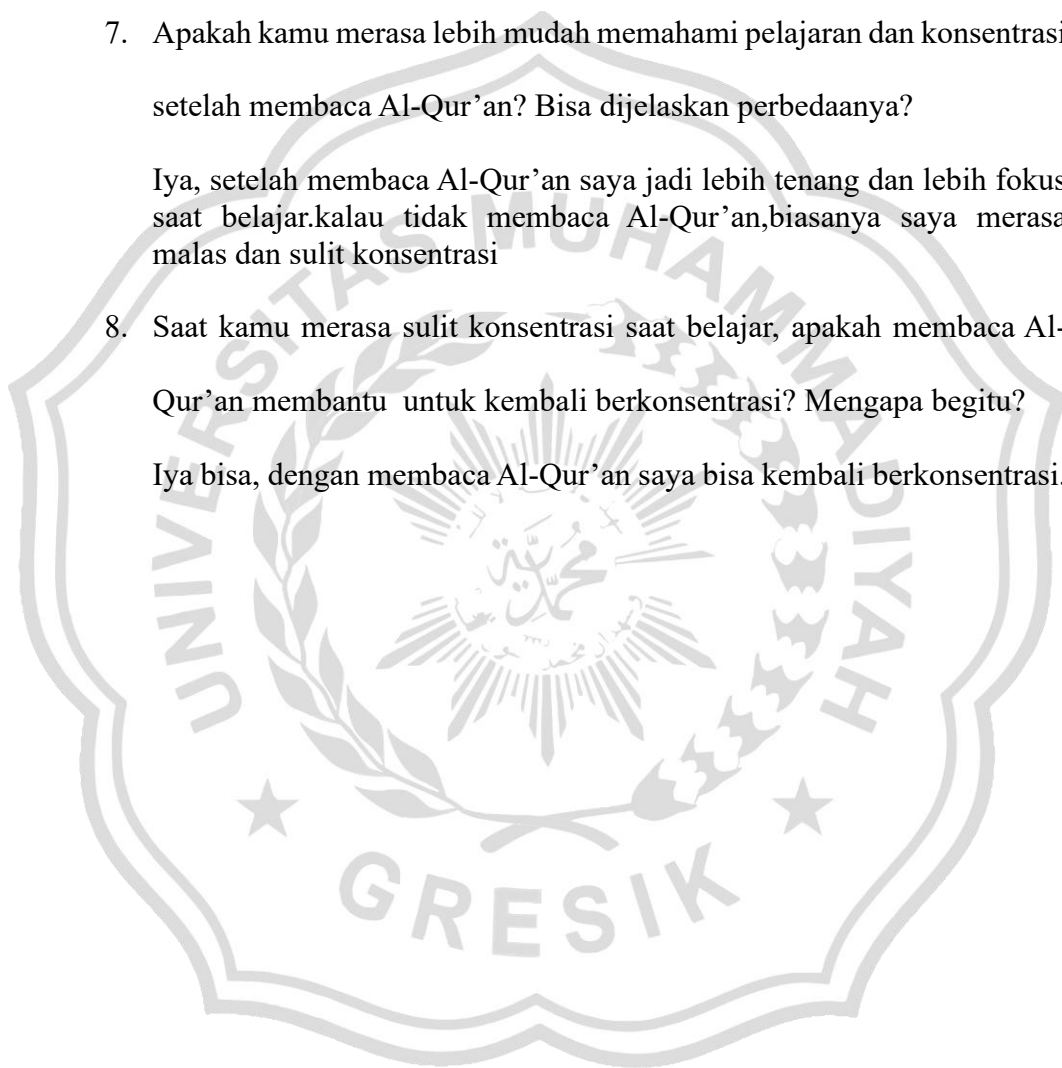 7. Apakah kamu merasa lebih mudah memahami pelajaran dan konsentrasi
setelah membaca Al-Qur’an? Bisa dijelaskan perbedaanya?
Iya, setelah membaca Al-Qur’an saya jadi lebih tenang dan lebih fokus
saat belajar.kalau tidak membaca Al-Qur’an,biasanya saya merasa
malas dan sulit konsentrasi
8. Saat kamu merasa sulit konsentrasi saat belajar, apakah membaca Al-
Qur’an membantu untuk kembali berkonsentrasi? Mengapa begitu?
Iya bisa, dengan membaca Al-Qur’an saya bisa kembali berkonsentrasi.
UNIVERSITAS MUHAMMADIYAH
GRESIK